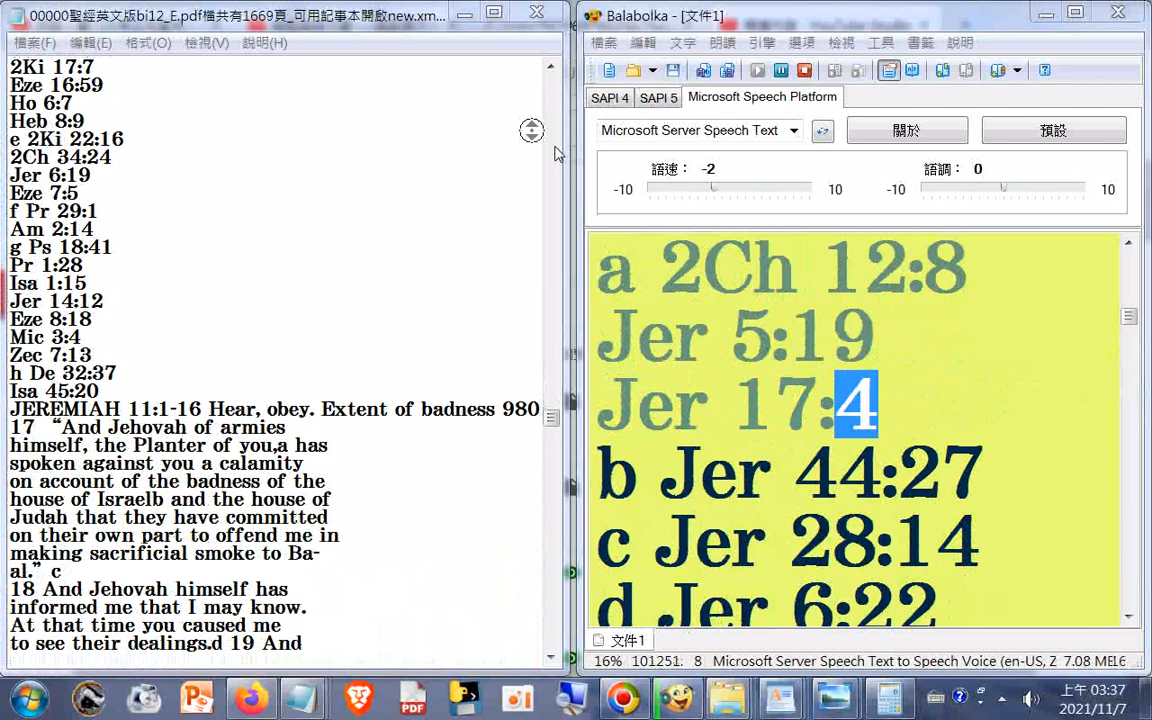 00000聖經英文版bi12_E.pdf檔共有1669頁_可用記事本開啟new.xm...
檔案(F) 編輯(E) 格式(O) 檢視(V) 說明(H)
2Ki 17:7
Eze 16:59
Ho 6:7
Heb 8:9
e 2Ki 22:16
2Ch 34:24
Jer 6:19
Eze 7:5
f Pr 29:1
Am 2:14
g Ps 18:41
Pr 1:28
Isa 1:15
Jer 14:12
Eze 8:18
Mic 3:4
Zec 7:13
h De 32:37
Isa 45:20
JEREMIAH 11:1-16 Hear, obey. Extent of badness 980
17 “And Jehovah of armies
himself, the Planter of you,a has
spoken against you a calamity
on account of the badness of the
house of Israelb and the house of
Judah that they have committed
on their own part to offend me in
making sacrificial smoke to Ba-
al.” c
18 And Jehovah himself has
informed me that I may know.
At that time you caused me
to see their dealings.d 19 And
Balabolka - [文件1]
檔案 編輯 文字 朗讀 引擎 選項 檢視 工具 書籤 說明
SAPI 4 SAPI 5 Microsoft Speech Platform
Microsoft Server Speech Text 關於 預設
語速： -2 語調： 0
-10 10 -10 10
a 2Ch 12:8
Jer 5:19
Jer 17:4
b Jer 44:27
c Jer 28:14
d Jer 6:22
文件1
16% 101251: 8 Microsoft Server Speech Text to Speech Voice (en-US, Z 7.08 МБ
上午 03:37
2021/11/7